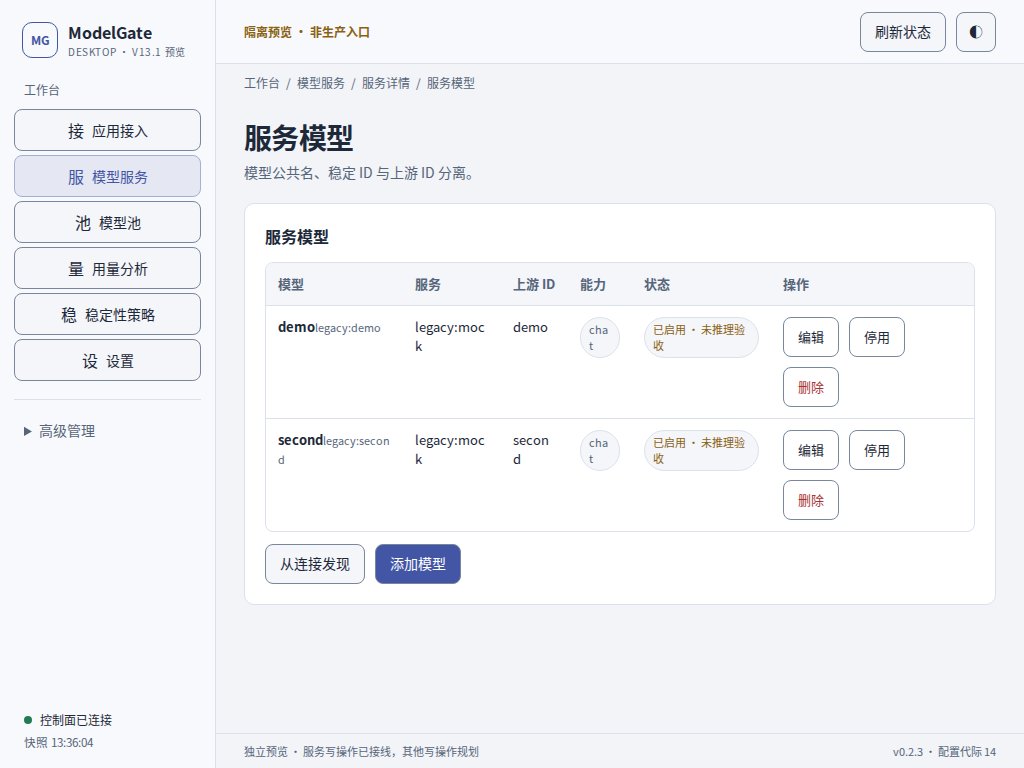 MG
ModelGate
DESKTOP · V13.1 预览
工作台
接 应用接入
服 模型服务
池 模型池
量 用量分析
稳 稳定性策略
设 设置
▶ 高级管理
控制面已连接
快照 13:36:04
隔离预览 · 非生产入口
刷新状态
工作台 / 模型服务 / 服务详情 / 服务模型
服务模型
模型公共名、稳定 ID 与上游 ID 分离。
服务模型
模型 服务 上游 ID 能力 状态 操作
demolegacy:demo
legacy:moc
k
demo
cha
t
已启用 · 未推理验
收
编辑 停用
删除
secondlegacy:secon
d
legacy:moc
k
secon
d
cha
t
已启用 · 未推理验
收
编辑 停用
删除
从连接发现 添加模型
独立预览 · 服务写操作已接线，其他写操作规划
v0.2.3 · 配置代际 14